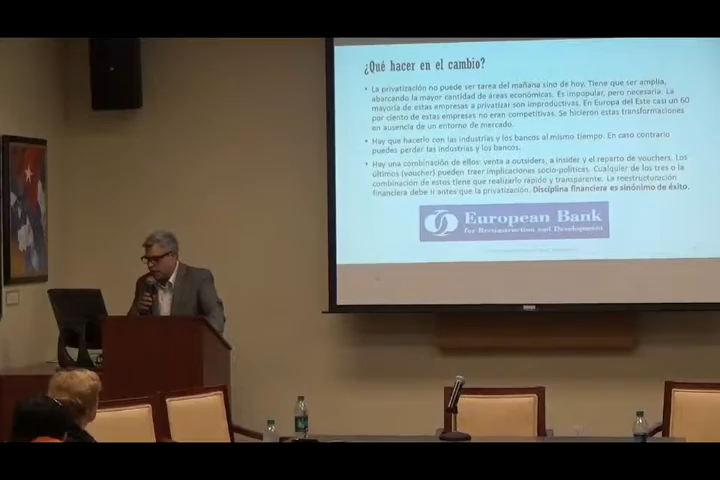 ¿Qué hacer en el cambio?
• La privatización no puede ser tarea del mañana sino de hoy. Tiene que ser amplia,
abarcando la mayor cantidad de áreas económicas. Es impopular, pero necesaria. La
mayoría de estas empresas a privatizar son improductivas. En Europa del Este casi un 60
por ciento de estas empresas no eran competitivas. Se hicieron estas transformaciones
en ausencia de un entorno de mercado.
• Hay que hacerlo con las industrias y los bancos al mismo tiempo. En caso contrario
puedes perder las industrias y los bancos.
• Hay una combinación de ellos: venta a outsiders, a insider y el reparto de vouchers. Los
últimos (voucher) pueden traer implicaciones socio-políticas. Cualquier de los tres o la
combinación de estos tiene que realizarlo rápido y transparente. La reestructuración
financiera debe ir antes que la privatización. Disciplina financiera es sinónimo de éxito.
European Bank
for Reconstruction and Development